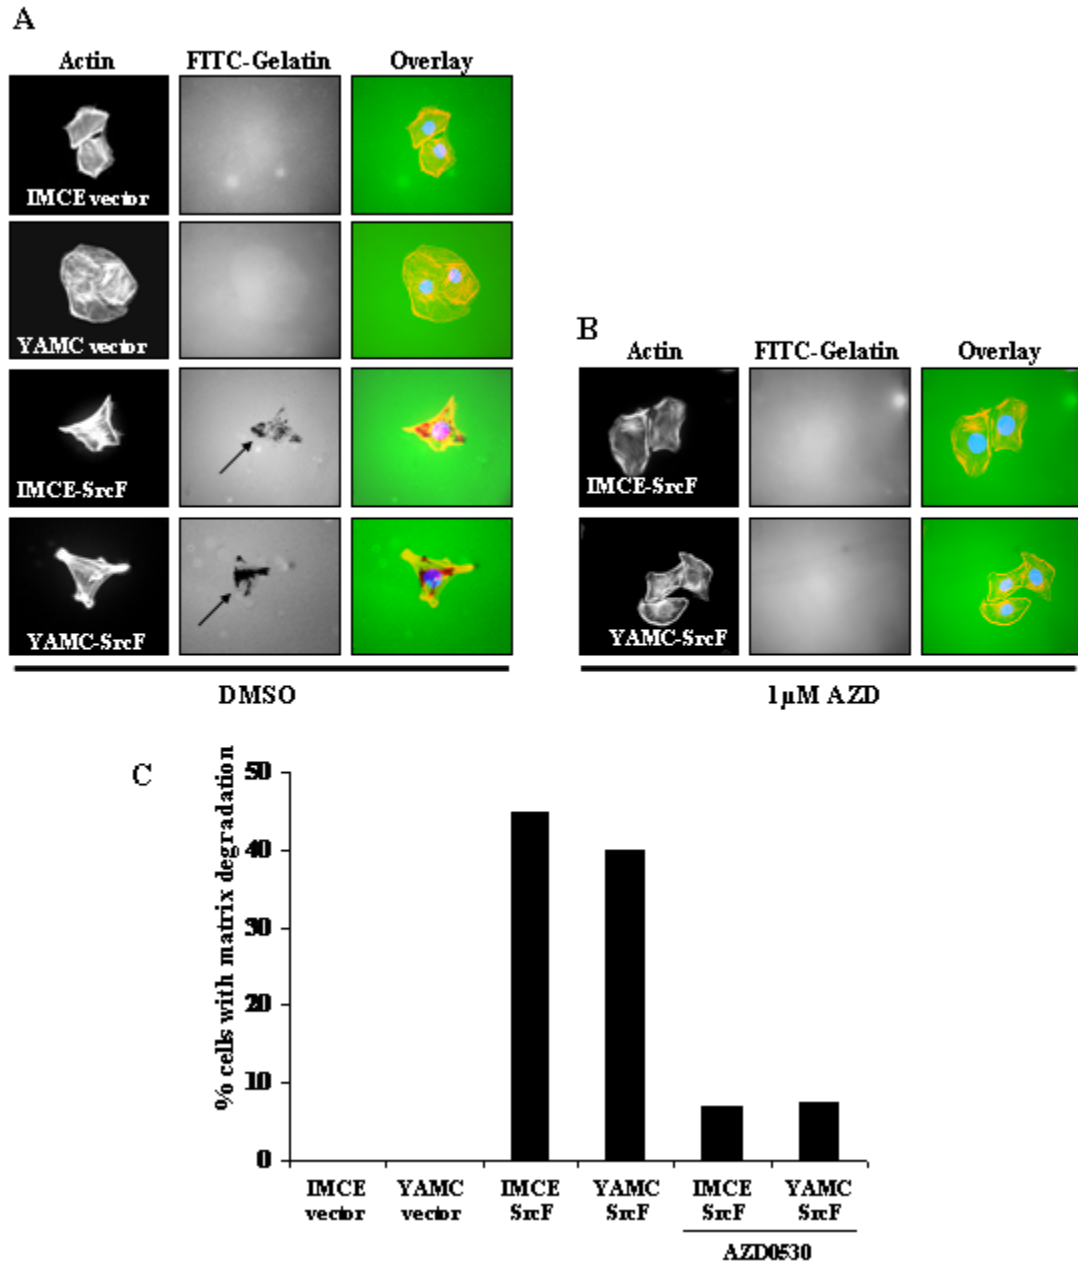 A
Actin FITC-Gelatin Overlay
IMCE vector
YAMC vector
IMCE-SrcF
YAMC-SrcF
DMSO
B
Actin FITC-Gelatin Overlay
IMCE-SrcF
YAMC-SrcF
1µM AZD
C
% cells with matrix degradation
50
40
30
20
10
0
IMCE YAMC IMCE YAMC IMCE YAMC
vector vector SrcF SrcF SrcF SrcF
AZD0530